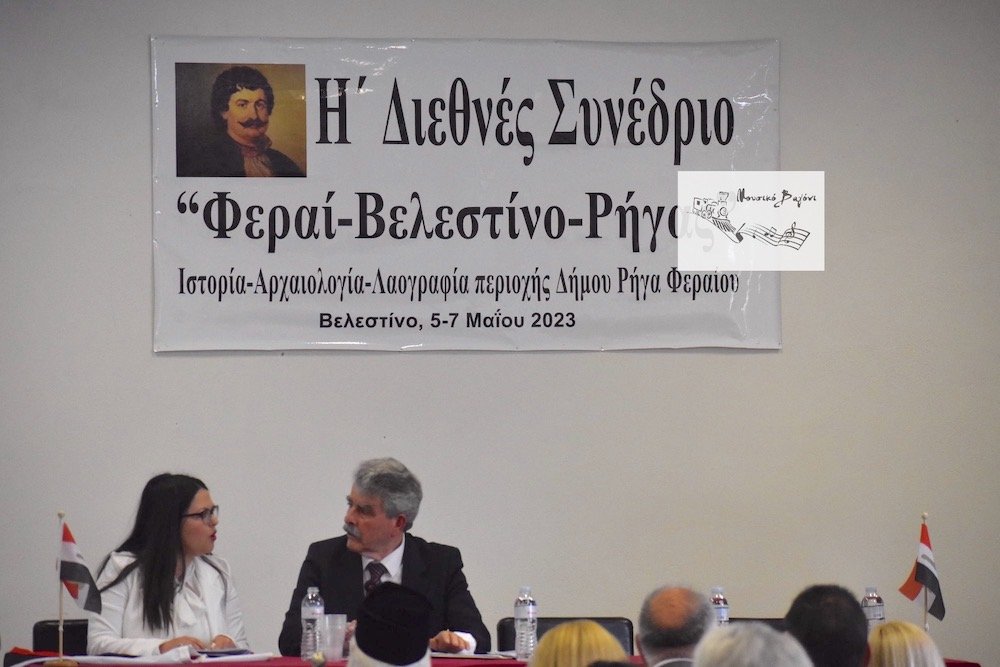 Η΄ Διεθνές Συνέδριο
“Φεραί-Βελεστίνο-Ρήγας
Μουσικό Βαγόνι
Ιστορία-Αρχαιολογία-Λαογραφία περιοχής Δήμου Ρήγα Φεραίου
Βελεστίνο, 5-7 Μαΐου 2023